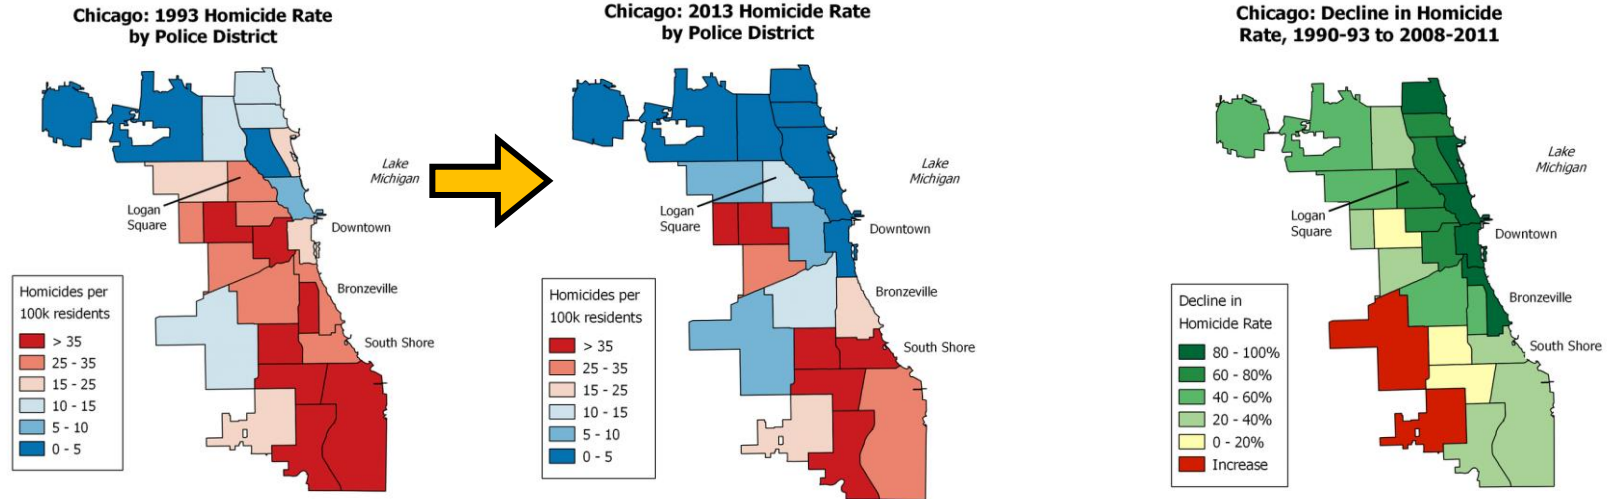 Chicago: 1993 Homicide Rate
by Police District
Lake
Michigan
Logan
Square
Downtown
Bronzeville
South Shore
Homicides per
100k residents
> 35
25 - 35
15 - 25
10 - 15
5 - 10
0 - 5
Chicago: 2013 Homicide Rate
by Police District
Lake
Michigan
Logan
Square
Downtown
Bronzeville
South Shore
Homicides per
100k residents
> 35
25 - 35
15 - 25
10 - 15
5 - 10
0 - 5
Chicago: Decline in Homicide
Rate, 1990-93 to 2008-2011
Lake
Michigan
Logan
Square
Downtown
Bronzeville
South Shore
Decline in
Homicide Rate
80 - 100%
60 - 80%
40 - 60%
20 - 40%
0 - 20%
Increase